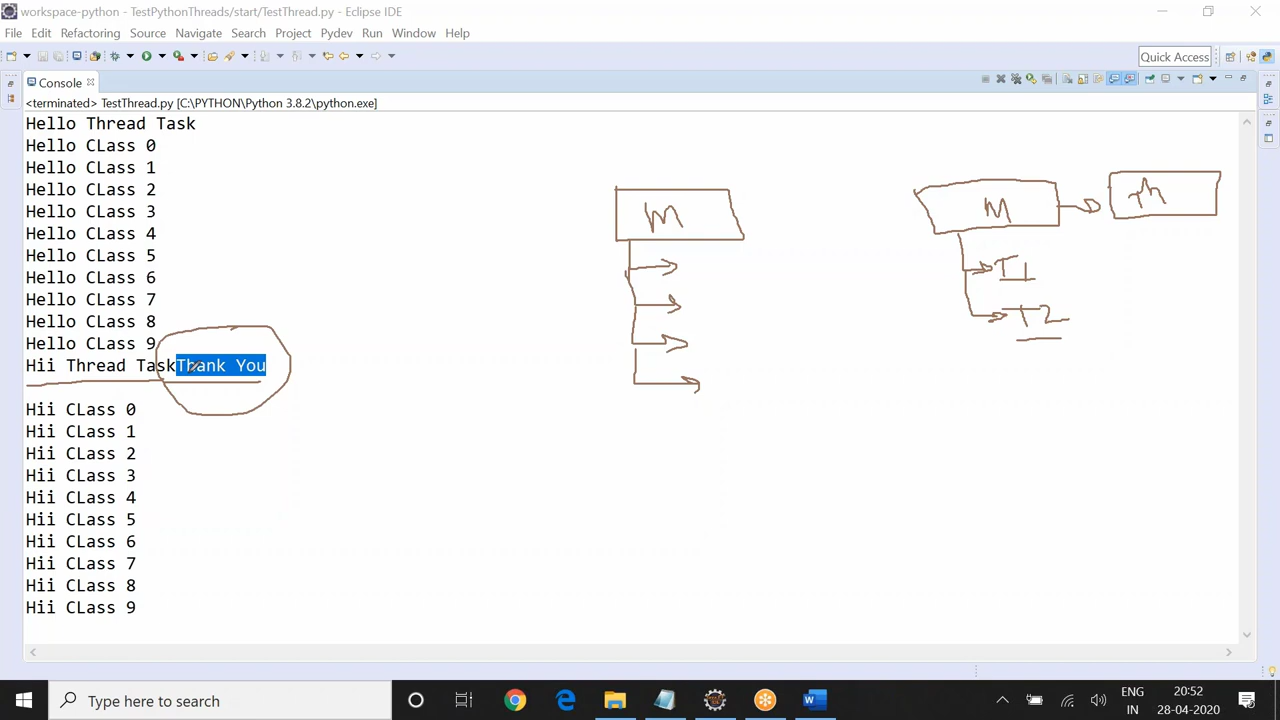 workspace-python - TestPythonThreads/start/TestThread.py - Eclipse IDE
File Edit Refactoring Source Navigate Search Project Pydev Run Window Help
Quick Access
Console
<terminated> TestThread.py [C:\PYTHON\Python 3.8.2\python.exe]
Hello Thread Task
Hello CLass 0
Hello CLass 1
Hello CLass 2
Hello CLass 3
Hello CLass 4
Hello CLass 5
Hello CLass 6
Hello CLass 7
Hello CLass 8
Hello CLass 9
Hii Thread TaskThank You
Hii CLass 0
Hii CLass 1
Hii CLass 2
Hii CLass 3
Hii CLass 4
Hii CLass 5
Hii CLass 6
Hii CLass 7
Hii CLass 8
Hii CLass 9
M
M
T1
T2
Type here to search
ENG
IN
20:52
28-04-2020